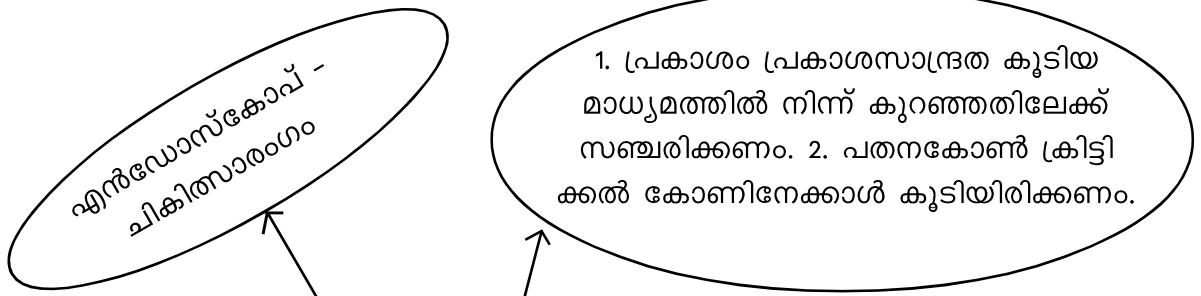 എൻഡോസ്കോപ് -
ചികിത്സാരംഗം
1. പ്രകാശം പ്രകാശസാന്ദ്രത കൂടിയ
മാധ്യമത്തിൽ നിന്ന് കുറഞ്ഞതിലേക്ക്
സഞ്ചരിക്കണം. 2. പതനകോൺ ക്രിട്ടി
ക്കൽ കോണിനേക്കാൾ കൂടിയിരിക്കണം.